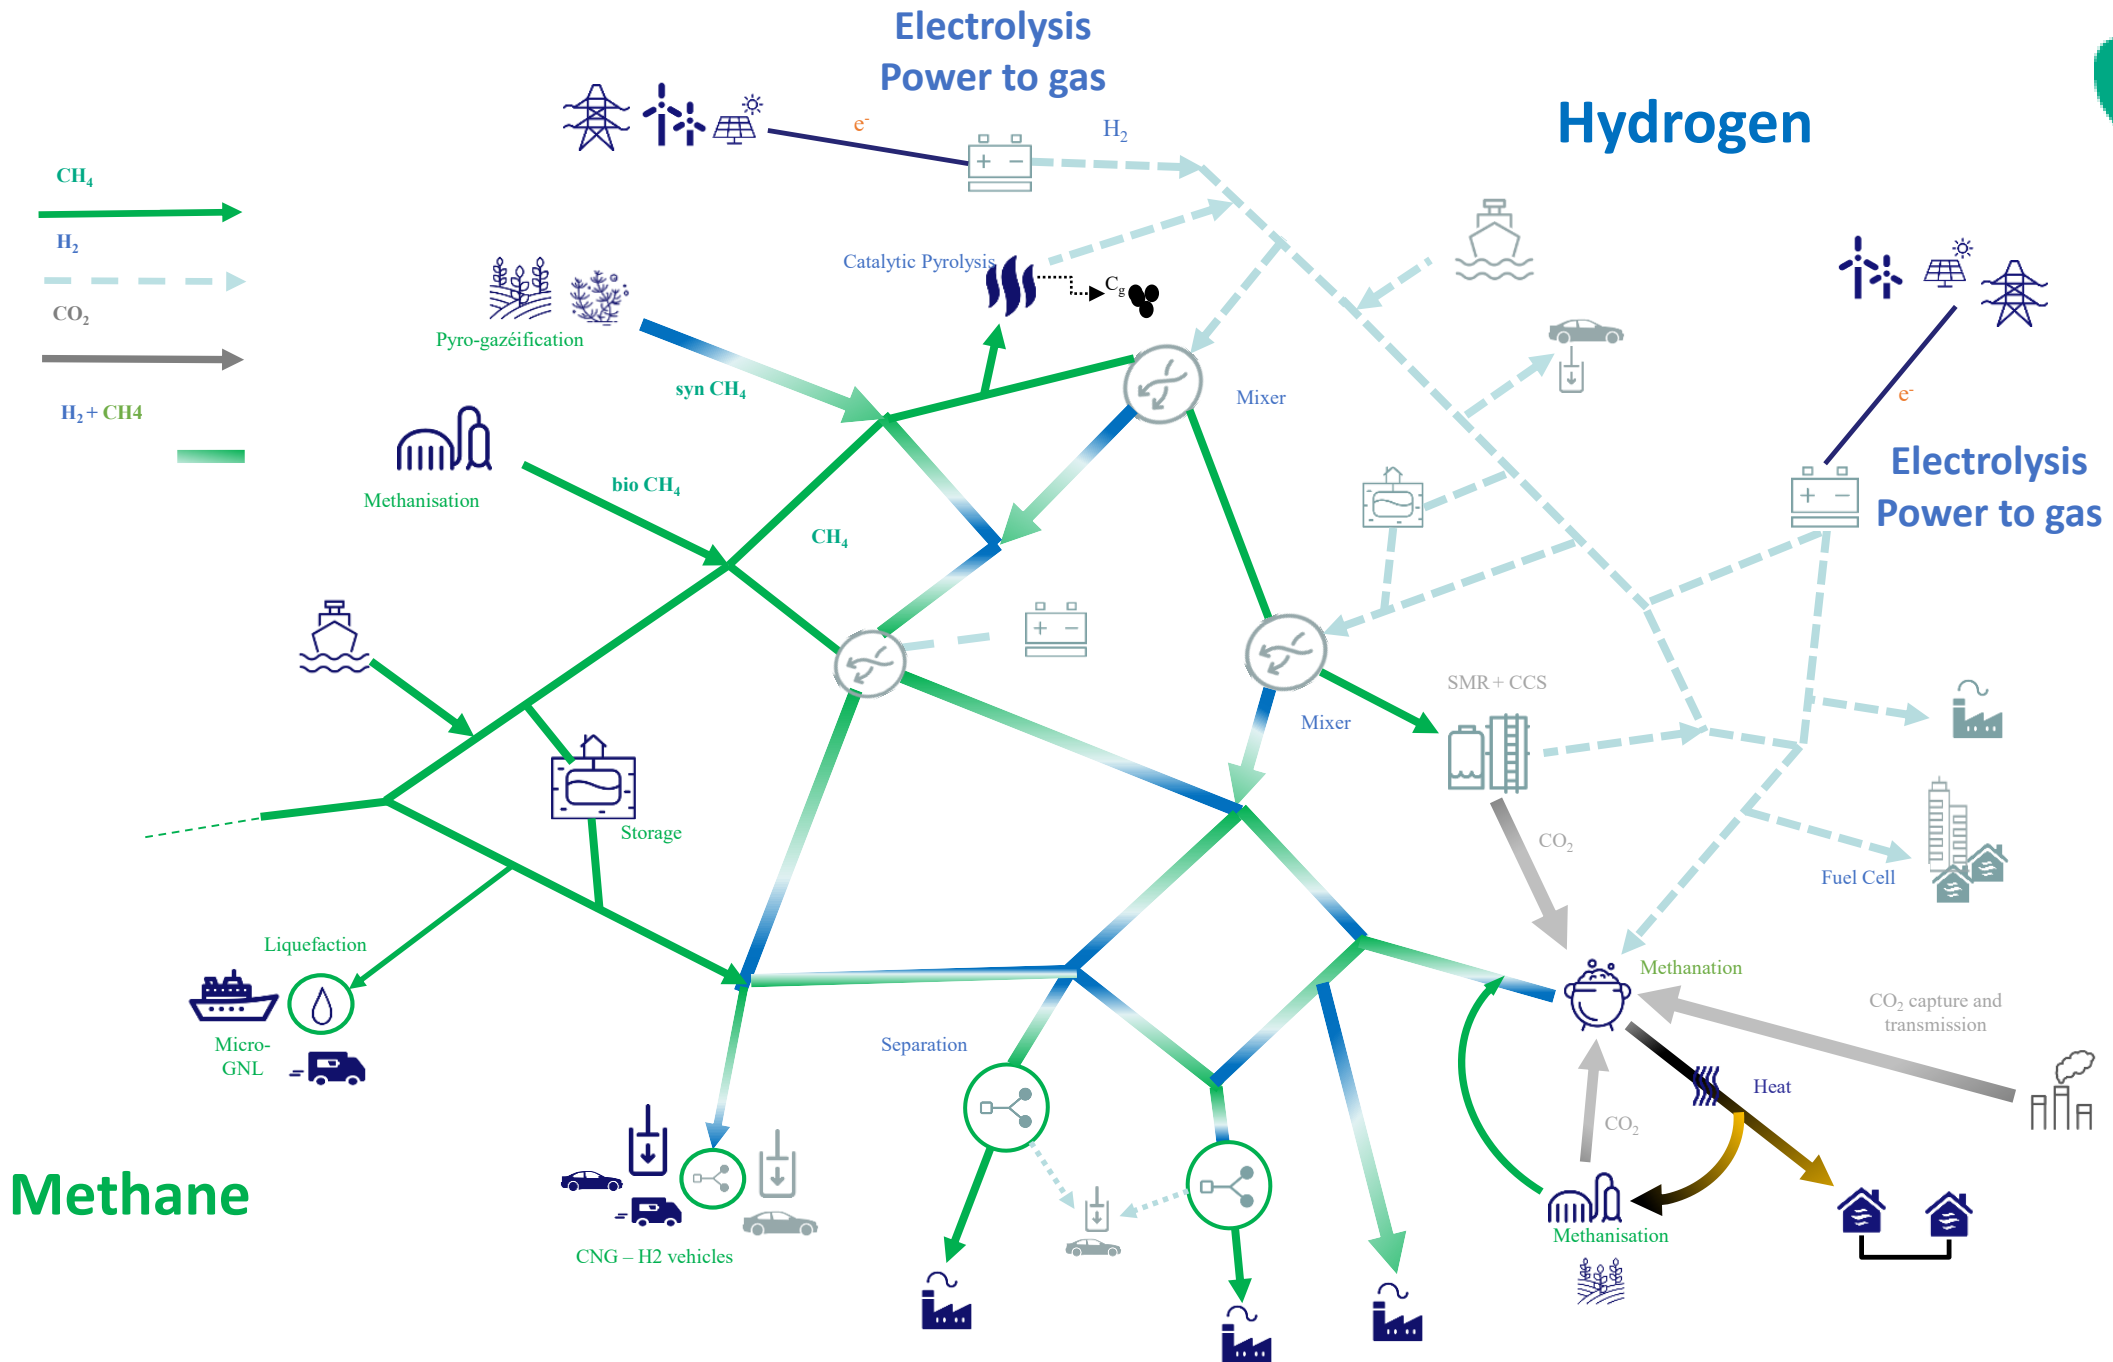 Electrolysis
Power to gas
Hydrogen
e-
H₂
CH₄
H₂
CO₂
H₂ + CH4
Catalytic Pyrolysis
Cg
Pyro-gazéification
syn CH₄
Mixer
e-
Electrolysis
Power to gas
Methanisation
bio CH₄
CH₄
SMR + CCS
Mixer
Storage
CO₂
Fuel Cell
Liquefaction
Micro-
GNL
Separation
Methanation
CO₂ capture and
transmission
Heat
CO₂
Methane
CNG – H2 vehicles
Methanisation